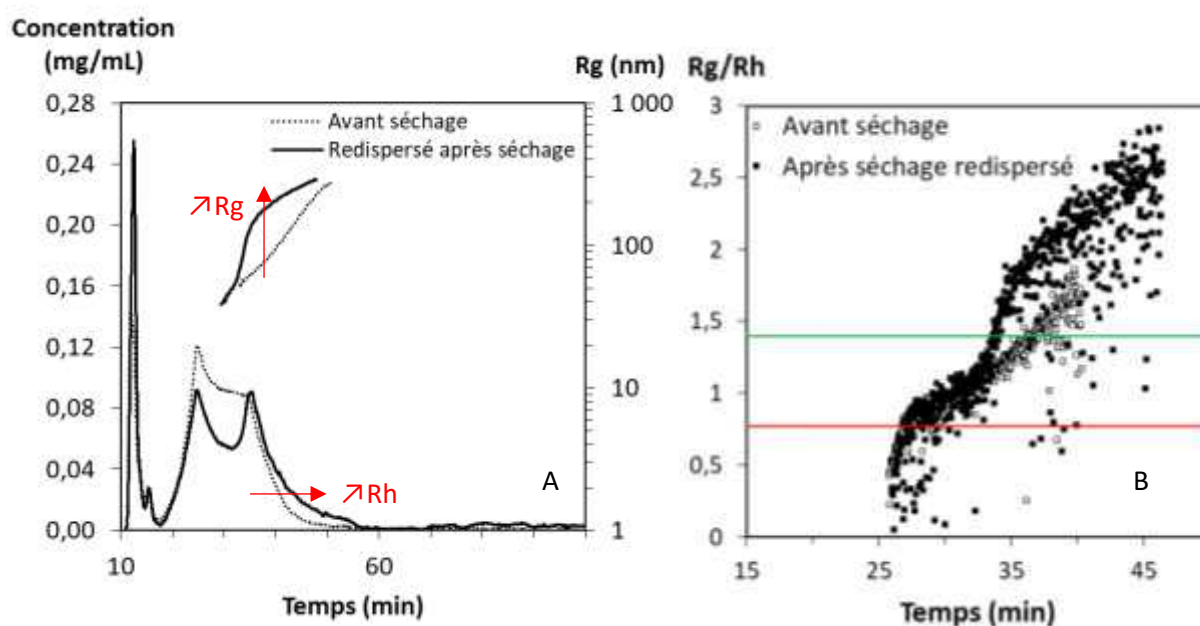 Concentration
(mg/mL)
Rg (nm)
0,28
0,24
0,20
0,16
0,12
0,08
0,04
0,00
1 000
100
10
1
Avant séchage
Redispersé après séchage
↗Rg
↗Rh
A
10
60
Temps (min)
Rg/Rh
3
2,5
2
1,5
1
0,5
0
Avant séchage
Après séchage redispersé
B
15
25
35
45
Temps (min)